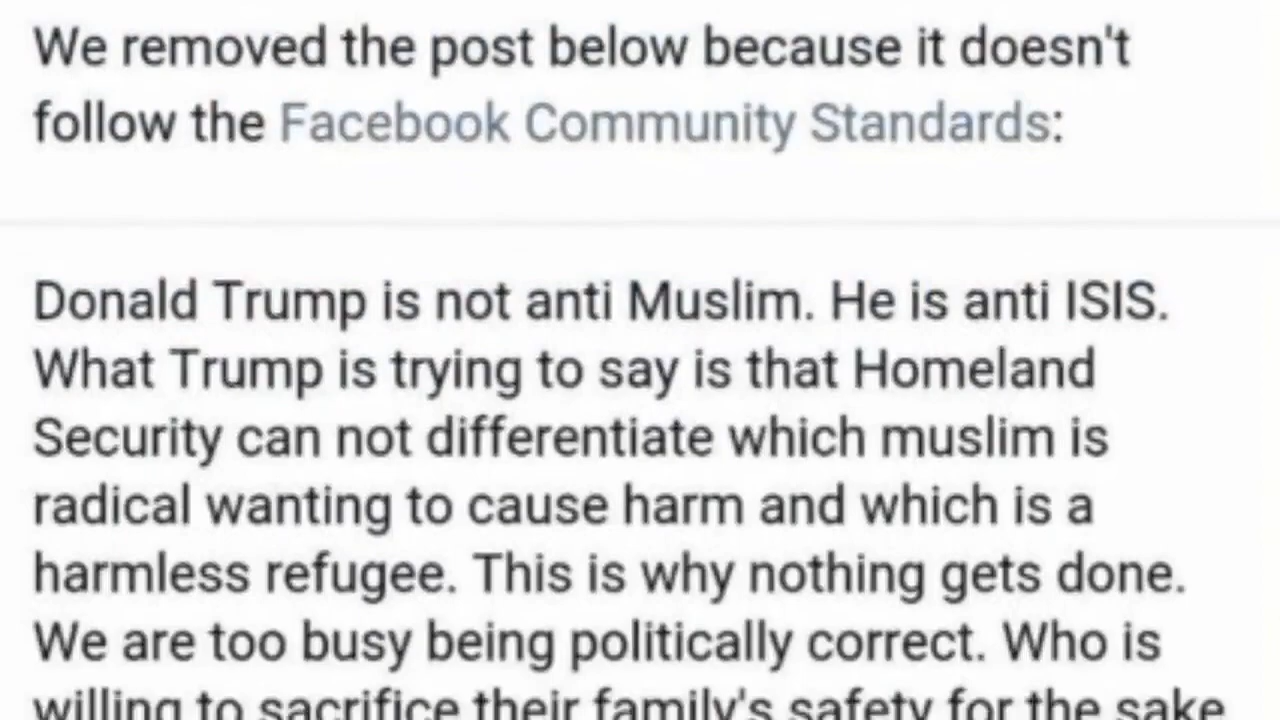 We removed the post below because it doesn't
follow the Facebook Community Standards:
Donald Trump is not anti Muslim. He is anti ISIS.
What Trump is trying to say is that Homeland
Security can not differentiate which muslim is
radical wanting to cause harm and which is a
harmless refugee. This is why nothing gets done.
We are too busy being politically correct. Who is
willing to sacrifice their family's safety for the sake